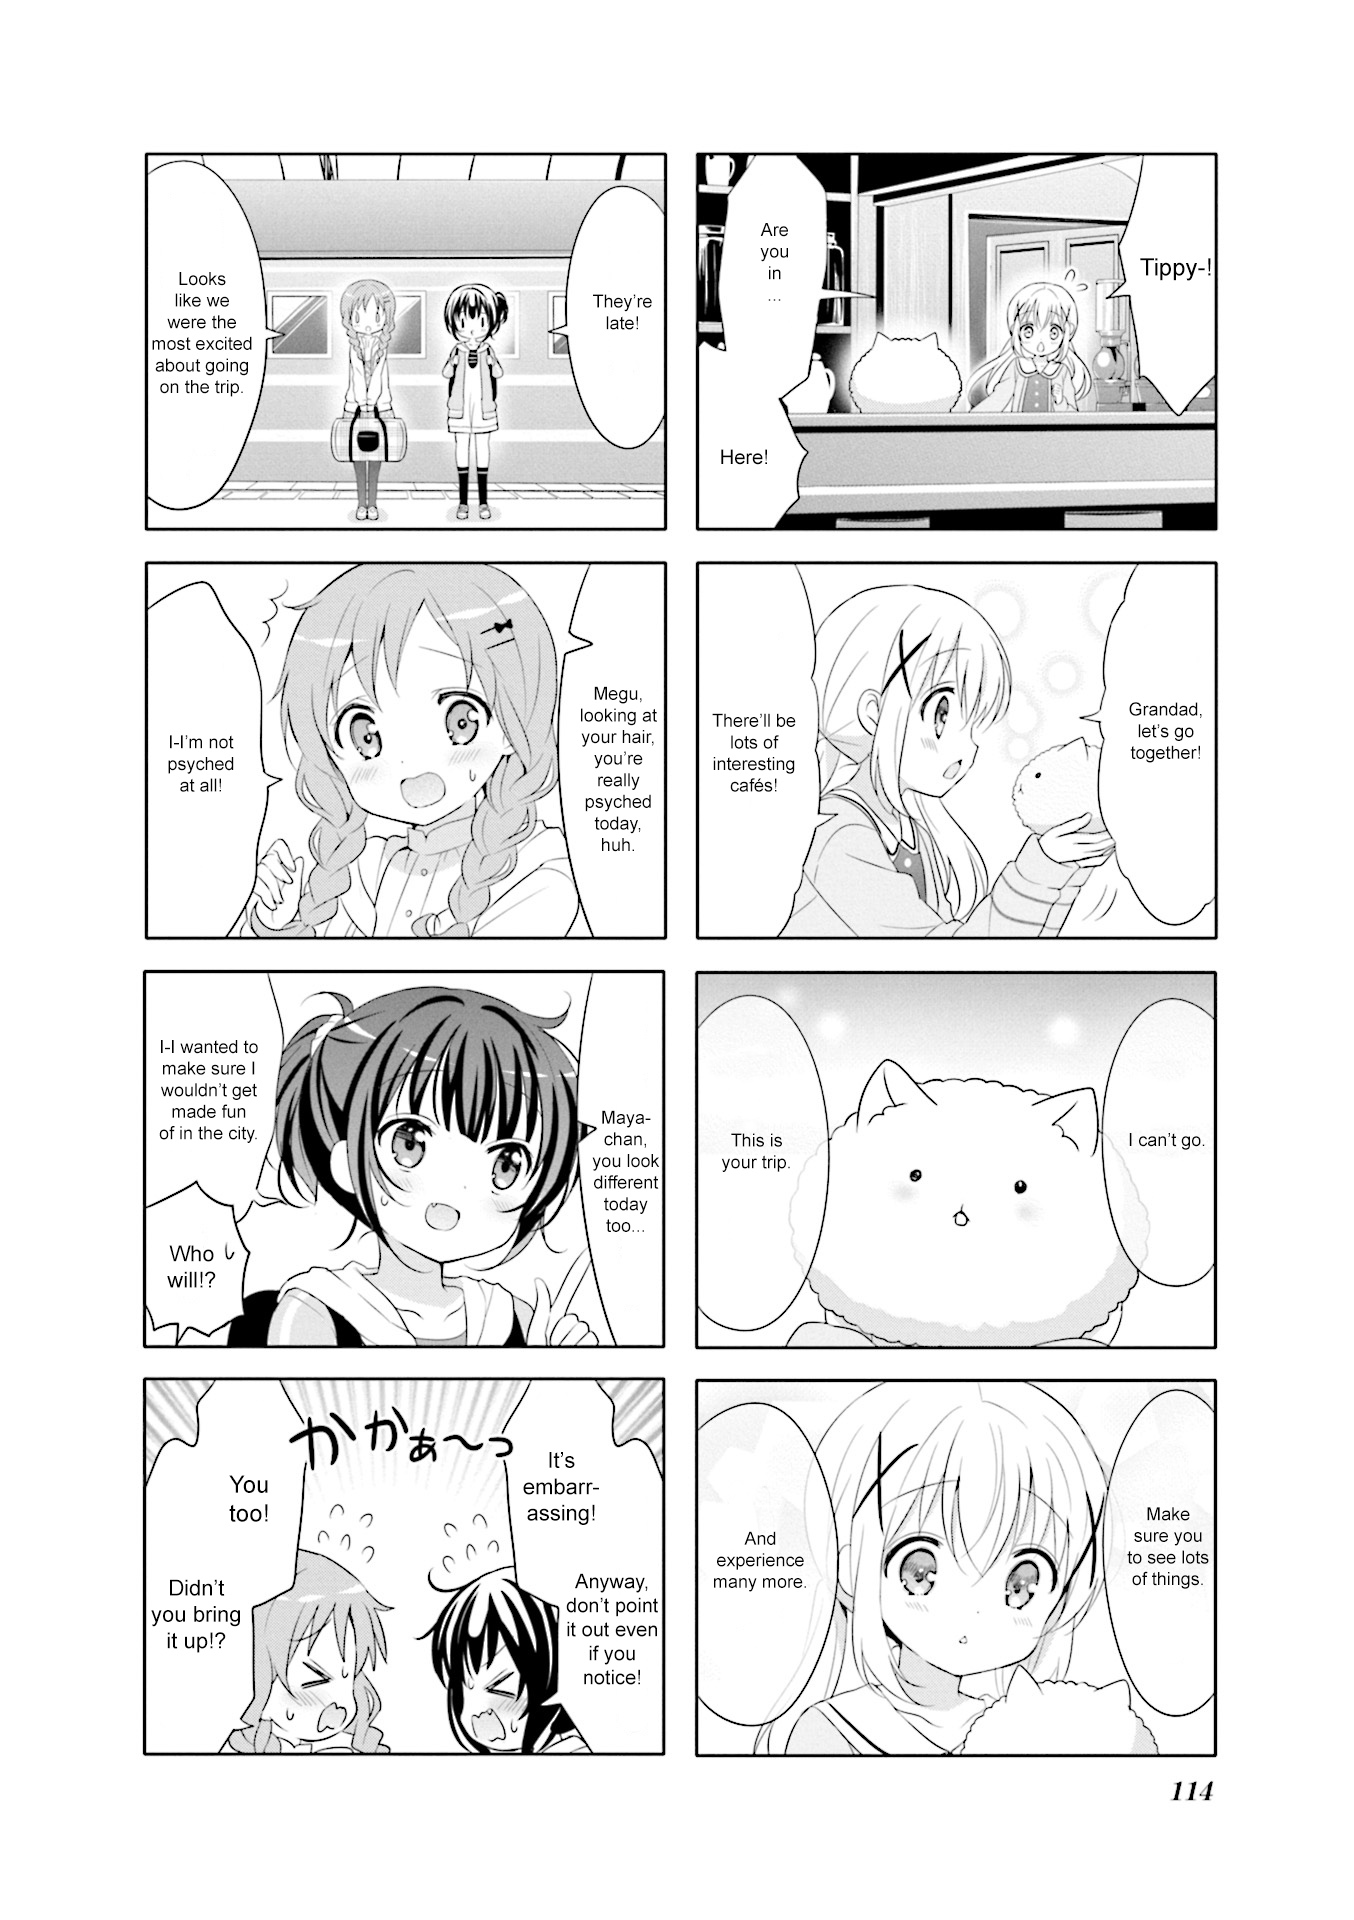 Tippy-!
Are
you
in
...
Here!
Grandad,
let's go
together!
There'll be
lots of
interesting
cafés!
I can't go.
This is
your trip.
Make
sure you
to see lots
of things.
And
experience
many more.
They're
late!
Looks
like we
were the
most excited
about going
on the trip.
Megu,
looking at
your hair,
you're
really
psyched
today,
huh.
I-I'm not
psyched
at all!
Maya-
chan,
you look
different
today
too...
I-I wanted to
make sure I
wouldn't get
made fun
of in the city.
Who
will!?
かかぁ～っ
It's
embarr-
assing!
Anyway,
don't point
it out even
if you
notice!
You
too!
Didn't
you bring
it up!?
114